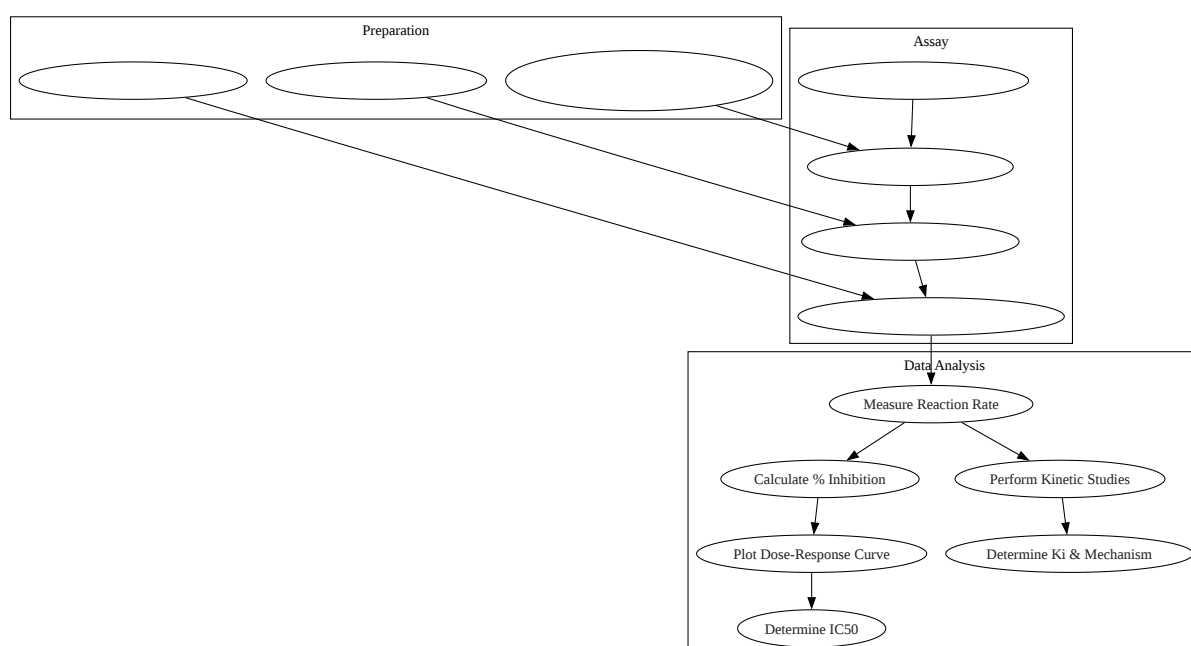 Preparation
Assay
Data Analysis
Measure Reaction Rate
Calculate % Inhibition
Perform Kinetic Studies
Plot Dose-Response Curve
Determine Ki & Mechanism
Determine IC50